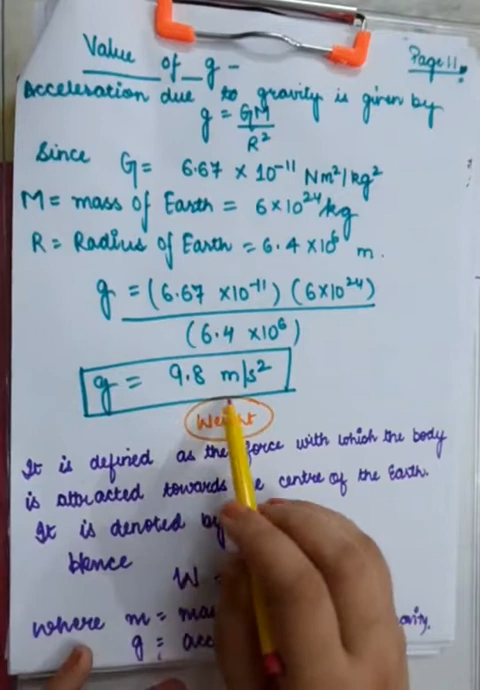 Value of g -
Page 11.
Acceleration due to gravity is given by
g = GM/R²
Since G = 6.67 × 10⁻¹¹ Nm²/kg²
M = mass of Earth = 6×10²⁴ kg
R = Radius of Earth = 6.4 ×10⁶ m.
g = (6.67 ×10⁻¹¹) (6×10²⁴)
(6.4 ×10⁶)
g = 9.8 m/s²
Weight
It is defined as the force with which the body
is attracted towards the centre of the Earth.
It is denoted by
Hence
W
where m = mas
g = acc